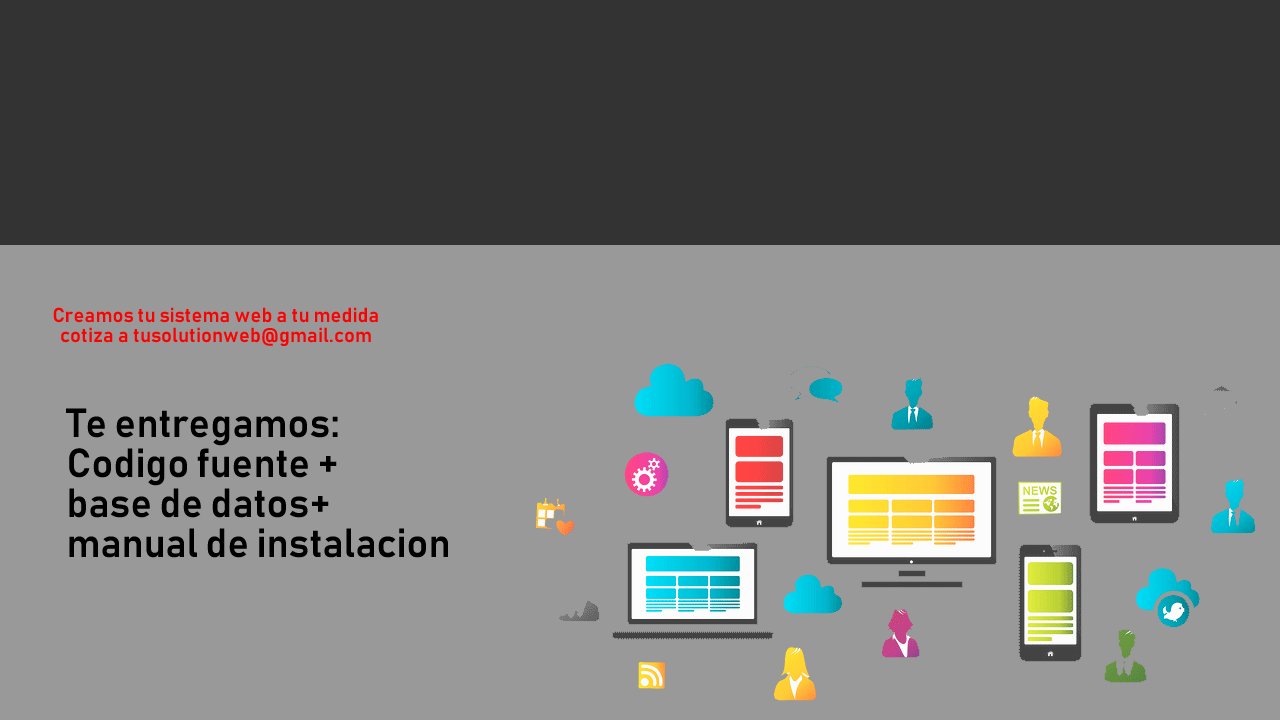 Creamos tu sistema web a tu medida
cotiza a tusolutionweb@gmail.com
Te entregamos:
Codigo fuente +
base de datos+
manual de instalacion
NEWS